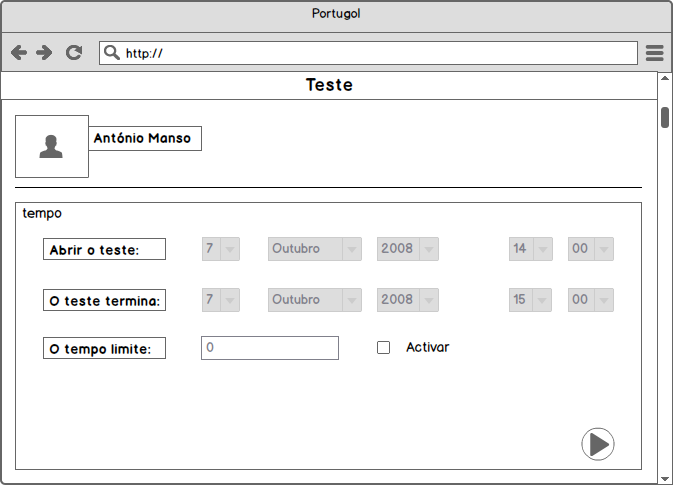 Portugol
http://
Teste
António Manso
tempo
Abrir o teste: 7 Outubro 2008 14 00
O teste termina: 7 Outubro 2008 15 00
O tempo limite: 0 Activar